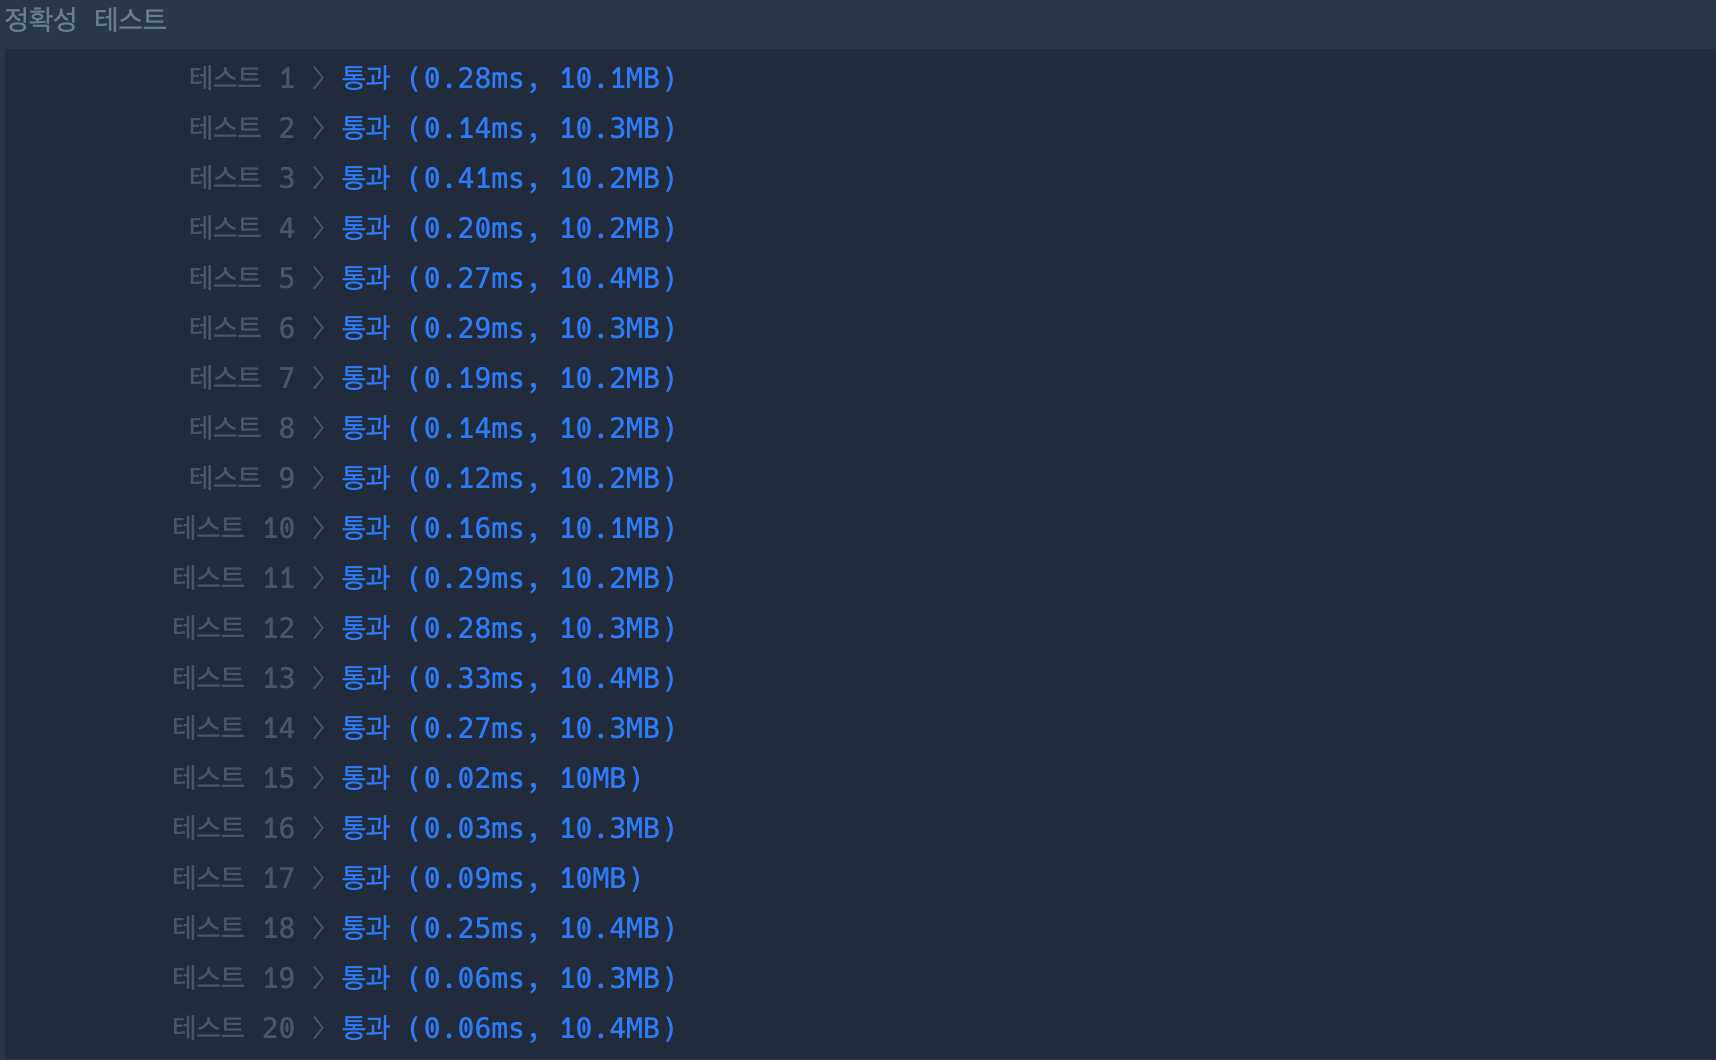 정확성 테스트
테스트 1 〉 통과 (0.28ms, 10.1MB)
테스트 2 〉 통과 (0.14ms, 10.3MB)
테스트 3 〉 통과 (0.41ms, 10.2MB)
테스트 4 〉 통과 (0.20ms, 10.2MB)
테스트 5 〉 통과 (0.27ms, 10.4MB)
테스트 6 〉 통과 (0.29ms, 10.3MB)
테스트 7 〉 통과 (0.19ms, 10.2MB)
테스트 8 〉 통과 (0.14ms, 10.2MB)
테스트 9 〉 통과 (0.12ms, 10.2MB)
테스트 10 〉 통과 (0.16ms, 10.1MB)
테스트 11 〉 통과 (0.29ms, 10.2MB)
테스트 12 〉 통과 (0.28ms, 10.3MB)
테스트 13 〉 통과 (0.33ms, 10.4MB)
테스트 14 〉 통과 (0.27ms, 10.3MB)
테스트 15 〉 통과 (0.02ms, 10MB)
테스트 16 〉 통과 (0.03ms, 10.3MB)
테스트 17 〉 통과 (0.09ms, 10MB)
테스트 18 〉 통과 (0.25ms, 10.4MB)
테스트 19 〉 통과 (0.06ms, 10.3MB)
테스트 20 〉 통과 (0.06ms, 10.4MB)